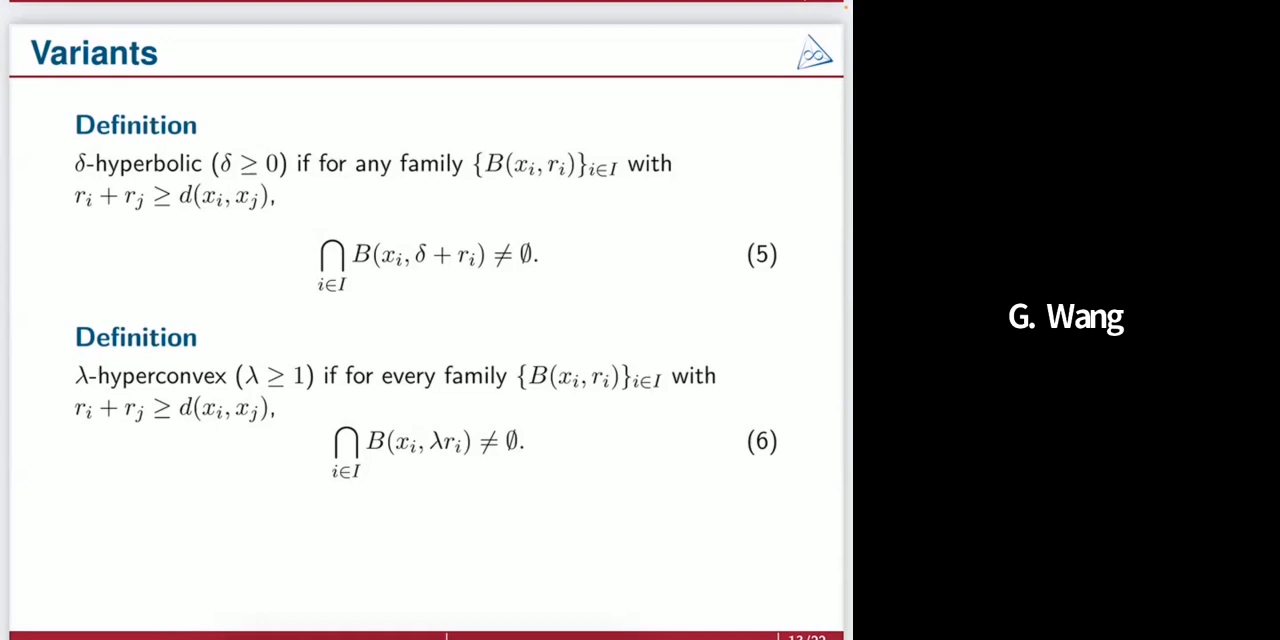 Variants
Definition
δ-hyperbolic (δ ≥ 0) if for any family {B(x_i, r_i)}_{i∈I} with
r_i + r_j ≥ d(x_i, x_j),
⋂_{i∈I} B(x_i, δ + r_i) ≠ ∅. (5)
Definition
λ-hyperconvex (λ ≥ 1) if for every family {B(x_i, r_i)}_{i∈I} with
r_i + r_j ≥ d(x_i, x_j),
⋂_{i∈I} B(x_i, λr_i) ≠ ∅. (6)
G. Wang